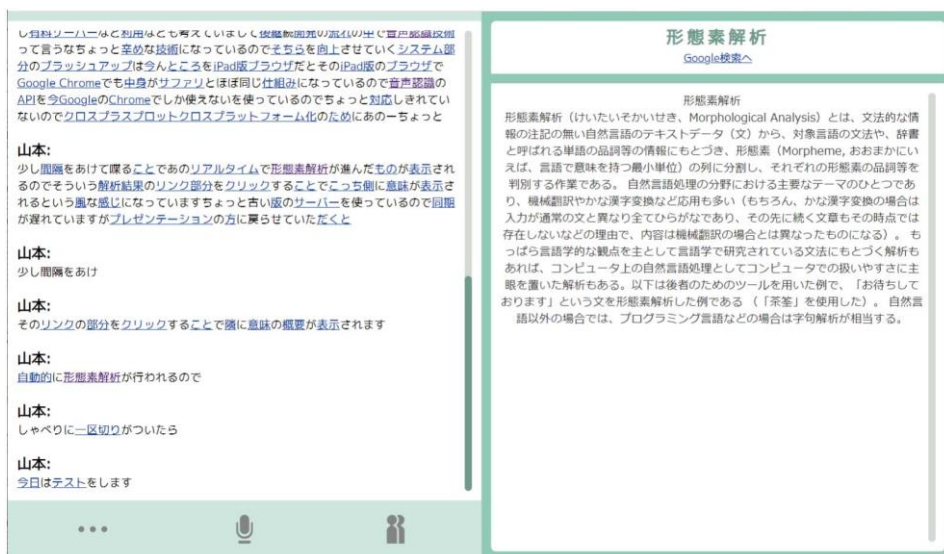 し有料サーバーなど利用なども考えていまして後継続開発の流れの中で音声認識技術
って言うなちょっと辛めな技術になっているのでそちらを向上させていくシステム部
分のブラッシュアップは今んところをiPad版ブラウザだとそのiPad版のブラウザで
Google Chromeでも中身がサファリとほぼ同じ仕組みになっているので音声認識の
APIを今GoogleのChromeでしか使えないを使っているのでちょっと対応しきれてい
ないのでクロスプラスプロットクロスプラットフォーム化のためにあのーちょっと
山本:
少し間隔をあけて喋ることであのリアルタイムで形態素解析が進んだものが表示され
るのでそういう解析結果のリンク部分をクリックすることでこっち側に意味が表示さ
れるという風な感じになっていますちょっと古い版のサーバーを使っているので同期
が遅れていますがプレゼンテーションの方に戻らせていただくと
山本:
少し間隔をあけ
山本:
そのリンクの部分をクリックすることで隣に意味の概要が表示されます
山本:
自動的に形態素解析が行われるので
山本:
しゃべりに一区切りがついたら
山本:
今日はテストをします
形態素解析
Google検索へ
形態素解析
形態素解析（けいたいそかいせき、Morphological Analysis）とは、文法的な情
報の注記の無い自然言語のテキストデータ（文）から、対象言語の文法や、辞書
と呼ばれる単語の品詞等の情報にもとづき、形態素（Morpheme, おおまかにい
えば、言語で意味を持つ最小単位）の列に分割し、それぞれの形態素の品詞等を
判別する作業である。 自然言語処理の分野における主要なテーマのひとつであ
り、機械翻訳やかな漢字変換など応用も多い（もちろん、かな漢字変換の場合は
入力が通常の文と異なり全てひらがなであり、その先に続く文章もその時点では
存在しないなどの理由で、内容は機械翻訳の場合とは異なったものになる）。 も
っぱら言語学的な観点を主として言語学で研究されている文法にもとづく解析も
あれば、コンピュータ上の自然言語処理としてコンピュータでの扱いやすさに主
眼を置いた解析もある。以下は後者のためのツールを用いた例で、「お待ちして
おります」という文を形態素解析した例である （「茶筌」を使用した）。 自然言
語以外の場合では、プログラミング言語などの場合は字句解析が相当する。